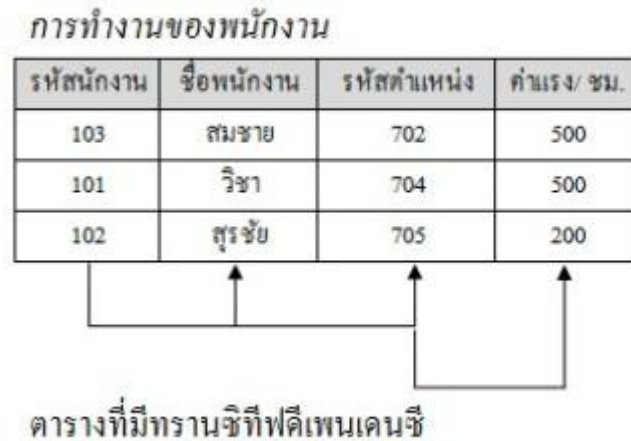 การทำงานของพนักงาน
รหัสนักงาน ชื่อพนักงาน รหัสตำแหน่ง ค่าแรง/ ชม.
103 สมชาย 702 500
101 วิชา 704 500
102 สุรชัย 705 200
ตารางที่มีทรานซิทีฟดีเพนเดนซี